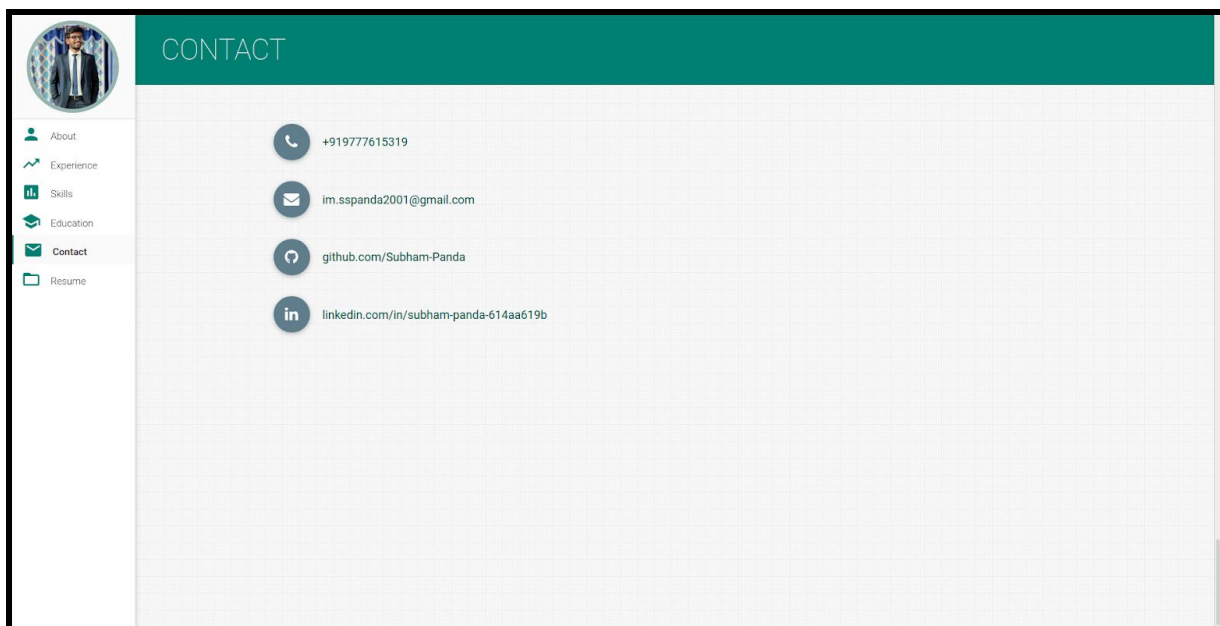 CONTACT
About
Experience
Skills
Education
Contact
Resume
+919777615319
im.sspanda2001@gmail.com
github.com/Subham-Panda
in linkedin.com/in/subham-panda-614aa619b